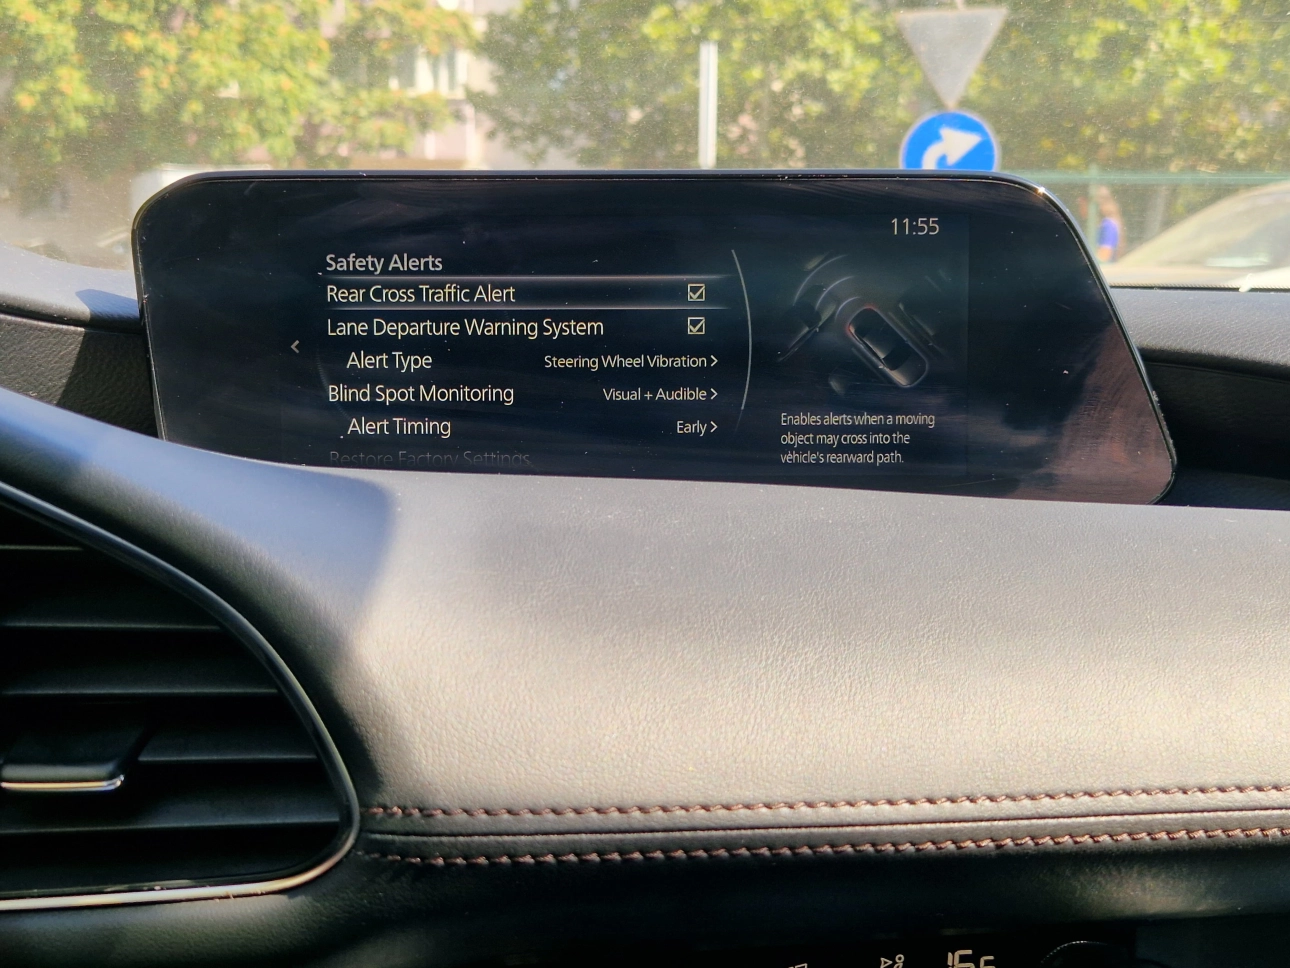 11:55
Safety Alerts
Rear Cross Traffic Alert
Lane Departure Warning System
Alert Type Steering Wheel Vibration
Blind Spot Monitoring Visual + Audible
Alert Timing Early
Restore Factory Settings
Enables alerts when a moving
object may cross into the
vehicle's rearward path.